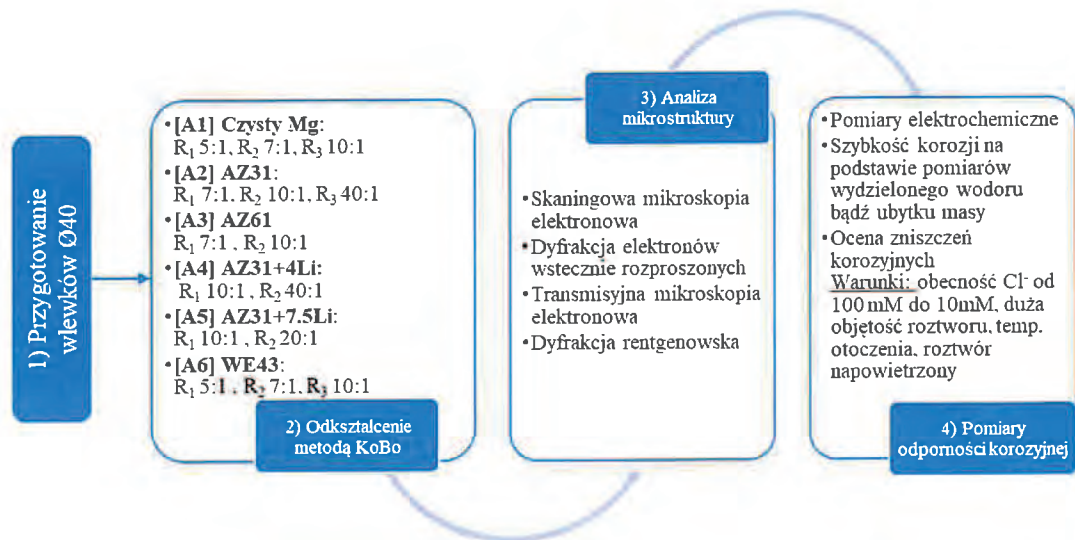 1) Przygotowanie
wlewków Ø40
•[A1] Czysty Mg:
R₁ 5:1, R₂ 7:1, R₃ 10:1
•[A2] AZ31:
R₁ 7:1, R₂ 10:1, R₃ 40:1
•[A3] AZ61
R₁ 7:1 , R₂ 10:1
•[A4] AZ31+4Li:
R₁ 10:1, R₂ 40:1
•[A5] AZ31+7.5Li:
R₁ 10:1 , R₂ 20:1
•[A6] WE43:
R₁ 5:1 , R₂ 7:1, R₃ 10:1
2) Odkształcenie
metodą KoBo
3) Analiza
mikrostruktury
•Skaningowa mikroskopia
elektronowa
•Dyfrakcja elektronów
wstecznie rozproszonych
•Transmisyjna mikroskopia
elektronowa
•Dyfrakcja rentgenowska
•Pomiary elektrochemiczne
•Szybkość korozji na
podstawie pomiarów
wydzielonego wodoru
bądź ubytku masy
•Ocena zniszczeń
korozyjnych
Warunki: obecność Cl⁻ od
100 mM do 10mM, duża
objętość roztworu, temp.
otoczenia, roztwór
napowietrzony
4) Pomiary
odporności korozyjnej